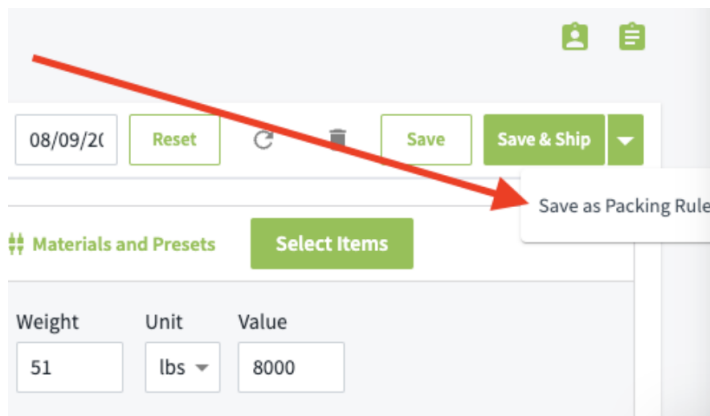 08/09/20
Reset
Save
Save & Ship
Save as Packing Rule
Materials and Presets
Select Items
Weight
Unit
Value
51
lbs
8000